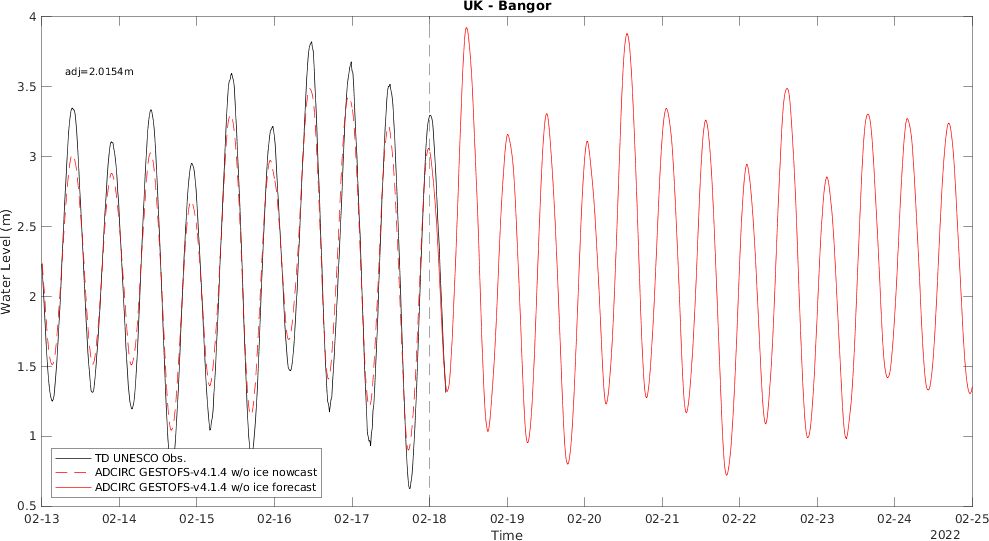 UK - Bangor
4
adj=2.0154m
3.5
3
2.5
2
1.5
1
0.5
Water Level (m)
TD UNESCO Obs.
ADCIRC GESTOFS-v4.1.4 w/o ice nowcast
ADCIRC GESTOFS-v4.1.4 w/o ice forecast
02-13 02-14 02-15 02-16 02-17 02-18 02-19 02-20 02-21 02-22 02-23 02-24 02-25
Time
2022